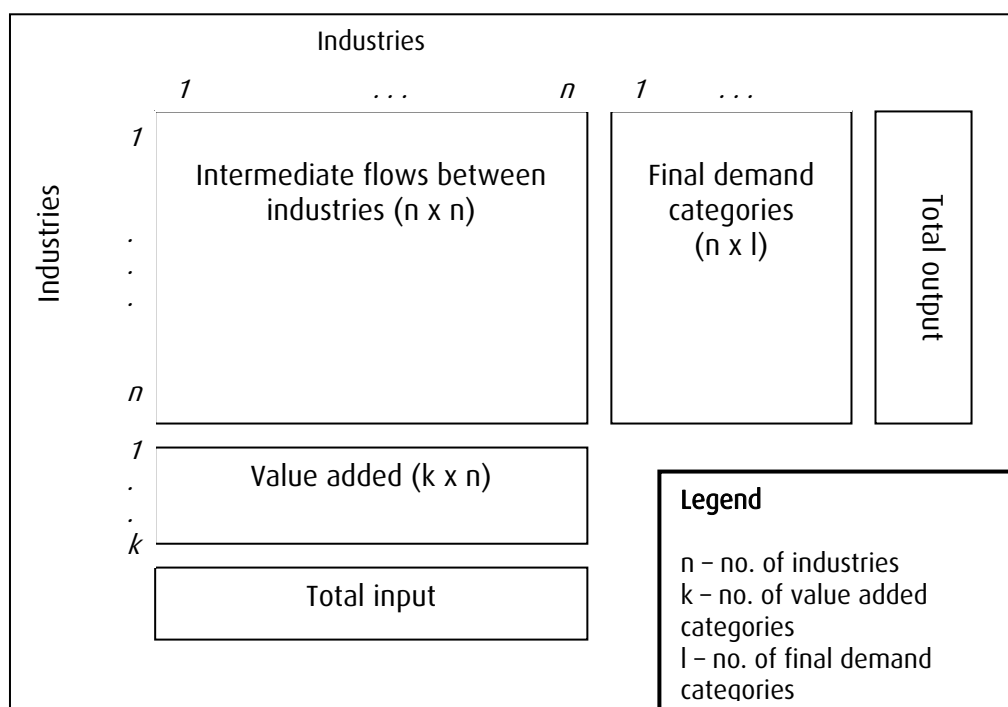 Industries
1 . . . n 1 . . .
1
Intermediate flows between
industries (n x n)
Final demand
categories
(n x l)
Total output
Industries
.
.
.
n
1
.
.
k
Value added (k x n)
Total input
Legend
n – no. of industries
k – no. of value added
categories
l – no. of final demand
categories